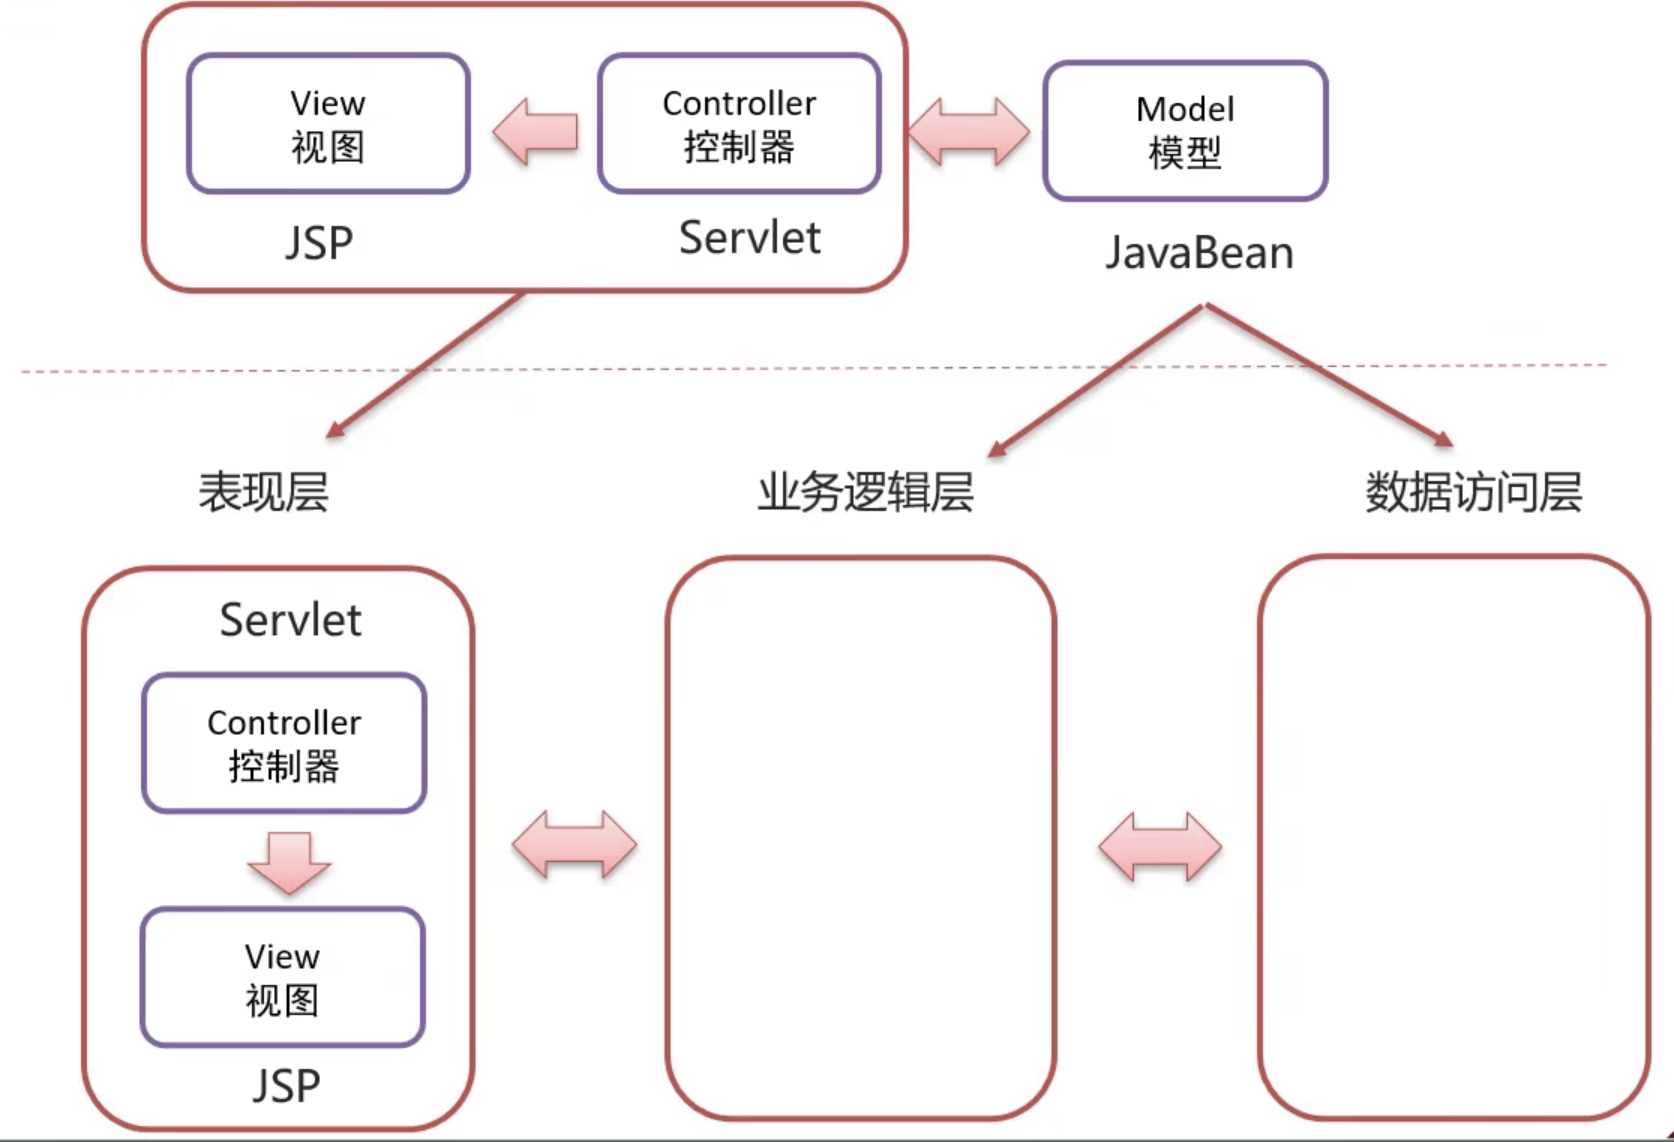 View
视图
Controller
控制器
Model
模型
JSP
Servlet
JavaBean
表现层
业务逻辑层
数据访问层
Servlet
Controller
控制器
View
视图
JSP